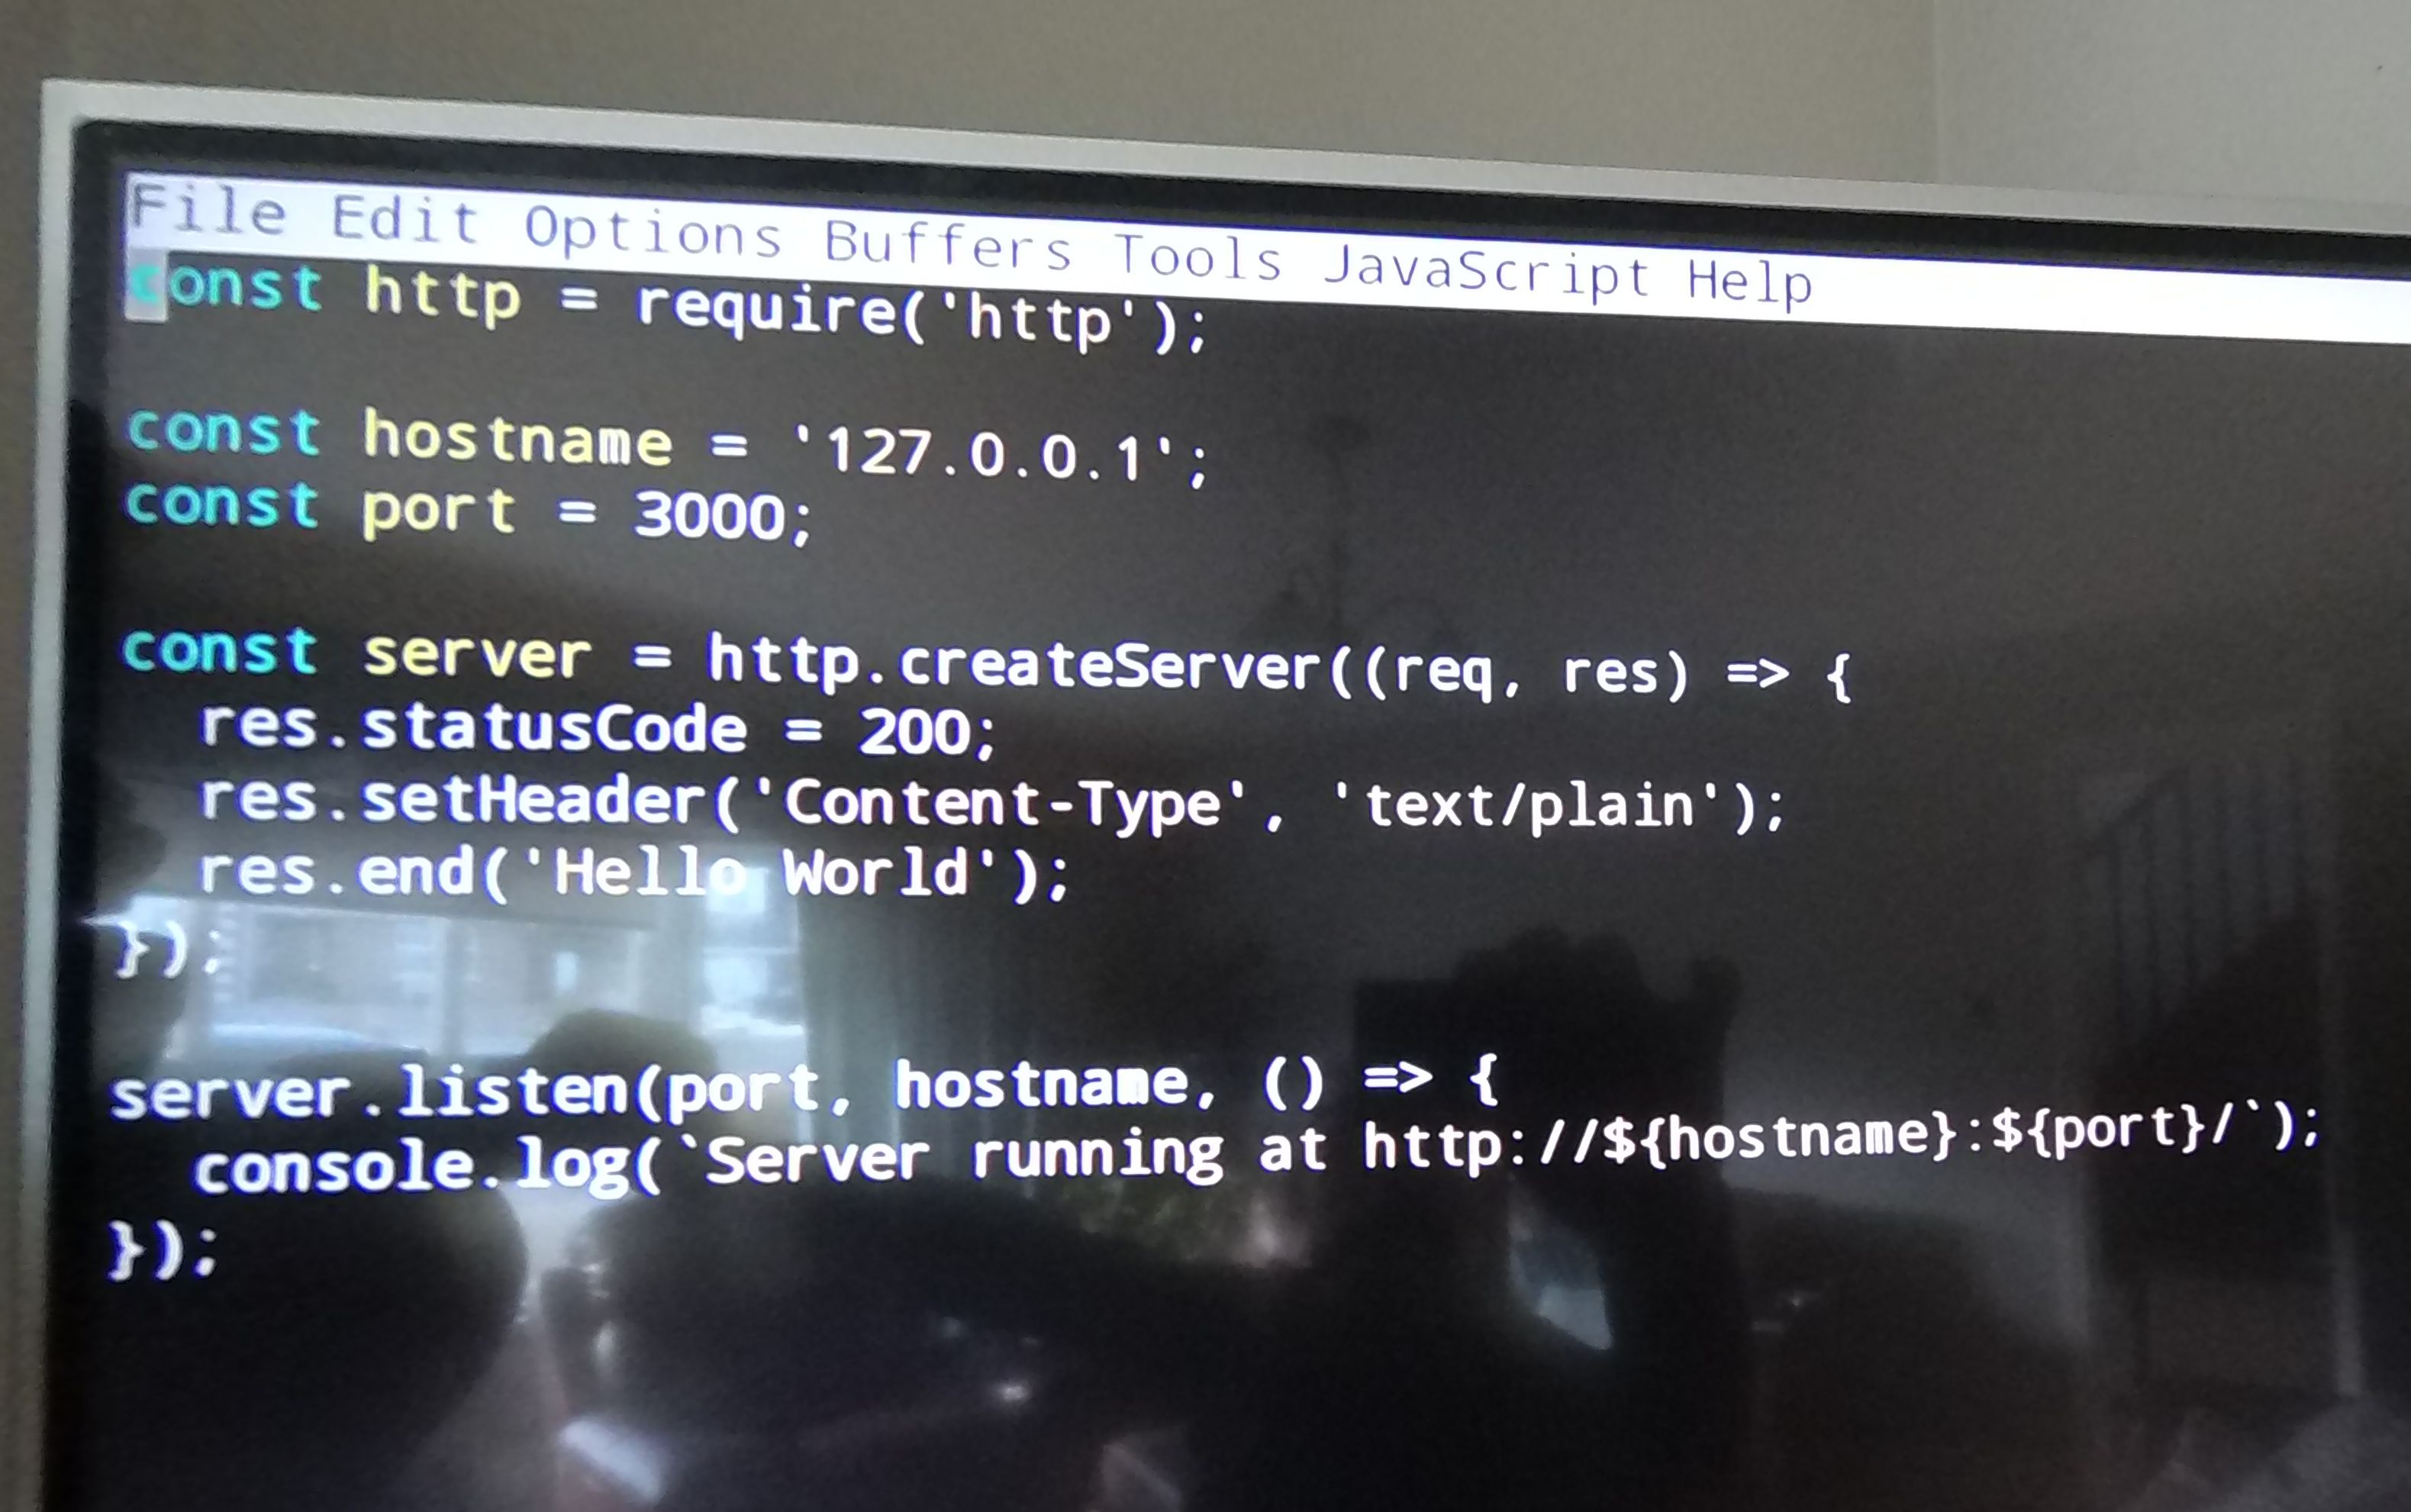 File Edit Options Buffers Tools JavaScript Help
const http = require('http');
const hostname = '127.0.0.1';
const port = 3000;
const server = http.createServer((req, res) => {
  res.statusCode = 200;
  res.setHeader('Content-Type', 'text/plain');
  res.end('Hello World');
});
server.listen(port, hostname, () => {
  console.log(`Server running at http://${hostname}:${port}/`);
});